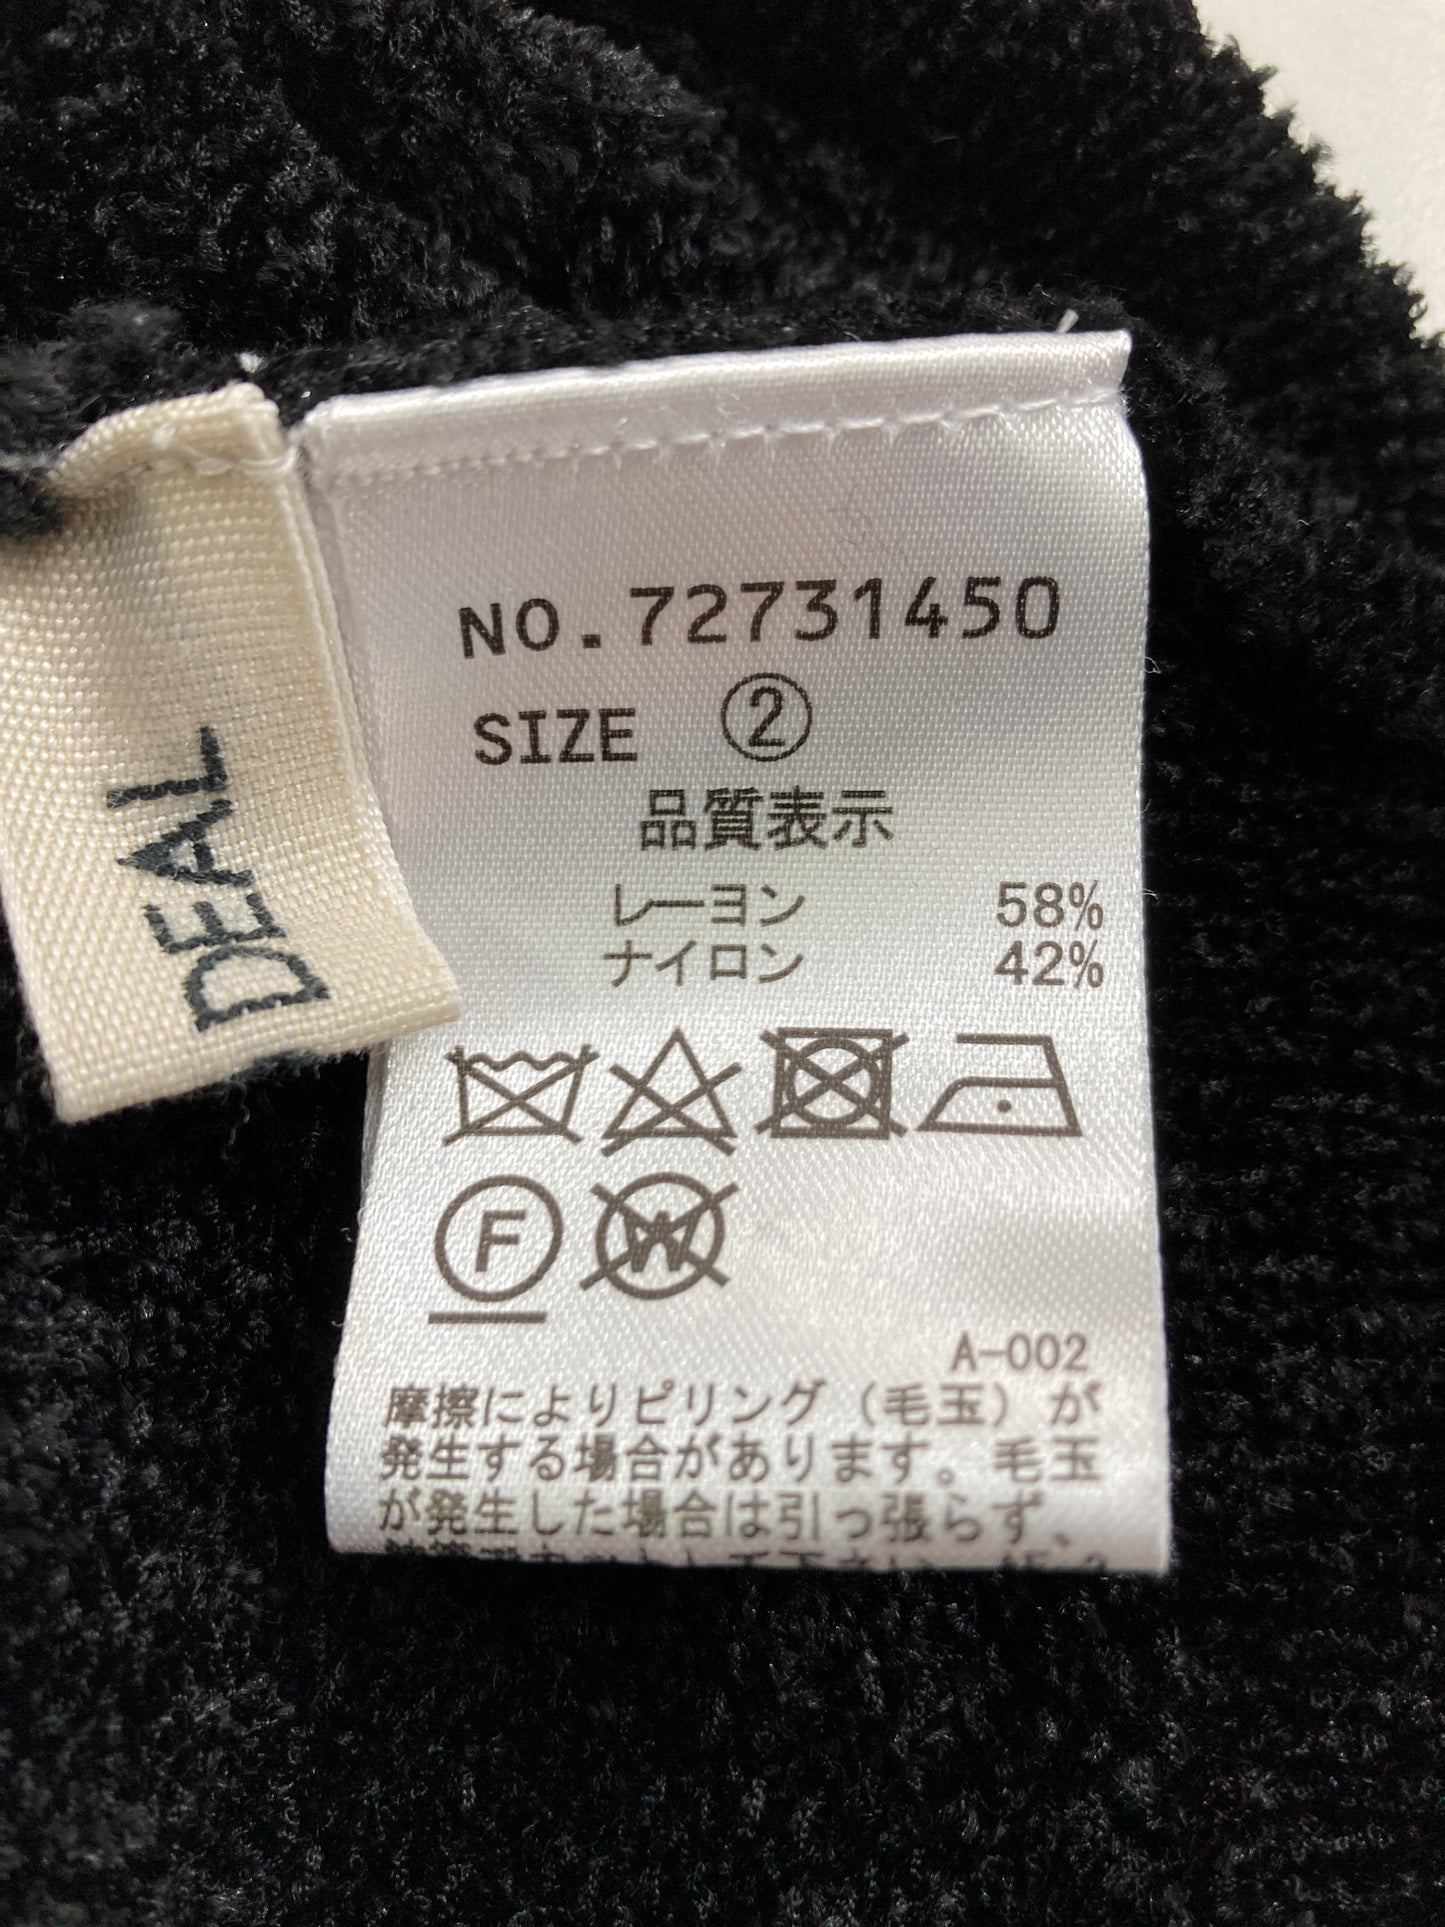 DEAL
NO.72731450
SIZE ②
品質表示
レーヨン 58%
ナイロン 42%
F
W
A-002
摩擦によりピリング（毛玉）が
発生する場合があります。毛玉
が発生した場合は引っ張らず、